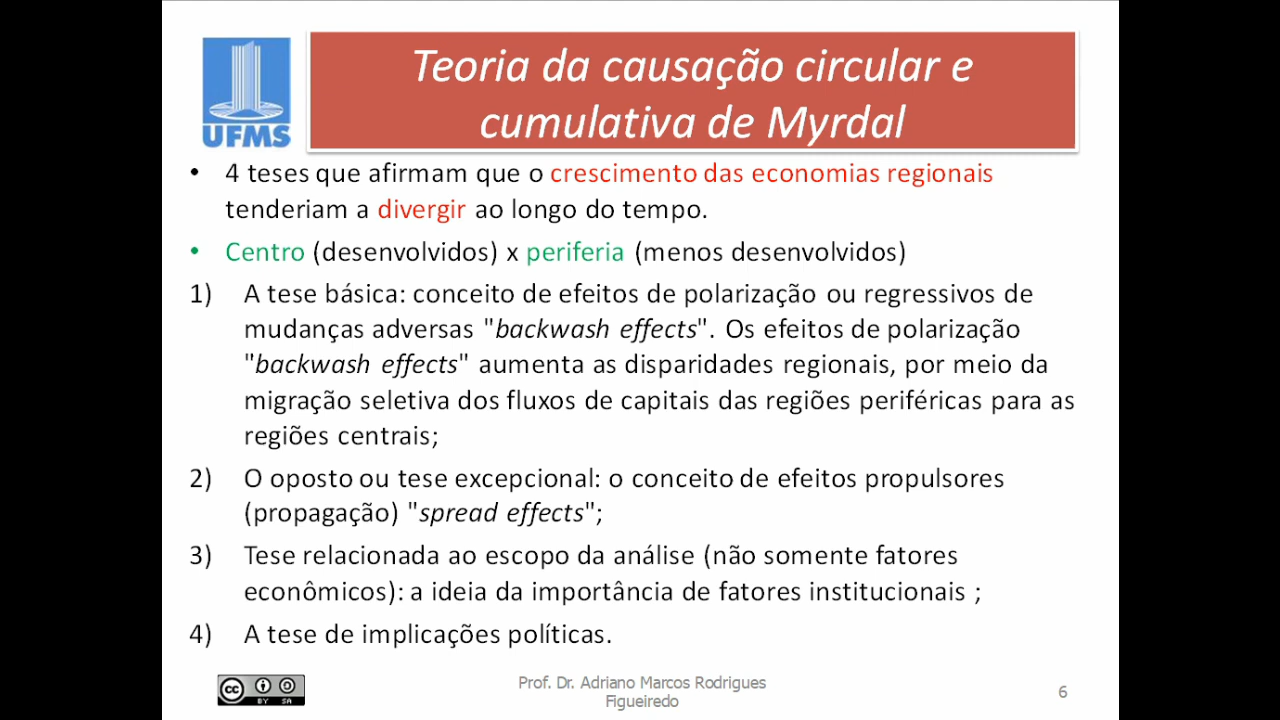 UFMS
Teoria da causação circular e
cumulativa de Myrdal
• 4 teses que afirmam que o crescimento das economias regionais
tenderiam a divergir ao longo do tempo.
• Centro (desenvolvidos) x periferia (menos desenvolvidos)
1) A tese básica: conceito de efeitos de polarização ou regressivos de
mudanças adversas "backwash effects". Os efeitos de polarização
"backwash effects" aumenta as disparidades regionais, por meio da
migração seletiva dos fluxos de capitais das regiões periféricas para as
regiões centrais;
2) O oposto ou tese excepcional: o conceito de efeitos propulsores
(propagação) "spread effects";
3) Tese relacionada ao escopo da análise (não somente fatores
econômicos): a ideia da importância de fatores institucionais ;
4) A tese de implicações políticas.
cc BY SA
Prof. Dr. Adriano Marcos Rodrigues
Figueiredo
6